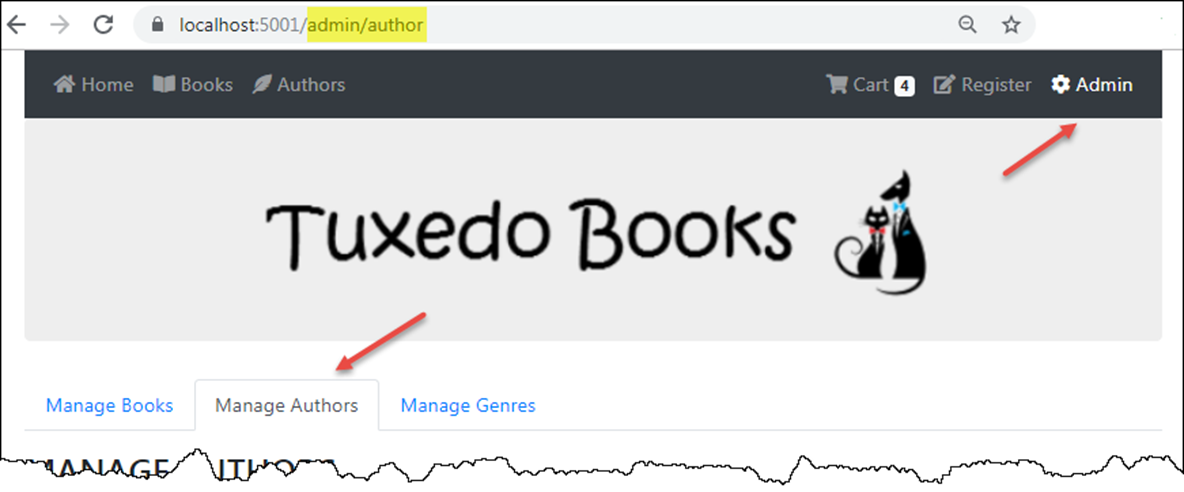 localhost:5001/admin/author
Home Books Authors Cart 4 Register Admin
Tuxedo Books
Manage Books Manage Authors Manage Genres
MANAGE